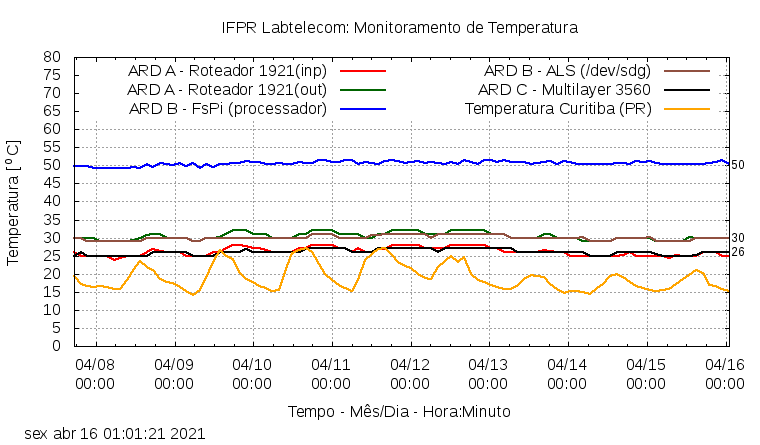 IFPR Labtelecom: Monitoramento de Temperatura
Temperatura [ºC]
80
75
70
65
60
55
50
45
40
35
30
25
20
15
10
5
0
ARD A - Roteador 1921(inp)
ARD A - Roteador 1921(out)
ARD B - FsPi (processador)
ARD B - ALS (/dev/sdg)
ARD C - Multilayer 3560
Temperatura Curitiba (PR)
50
30
26
04/08 04/09 04/10 04/11 04/12 04/13 04/14 04/15 04/16
00:00 00:00 00:00 00:00 00:00 00:00 00:00 00:00 00:00
Tempo - Mês/Dia - Hora:Minuto
sex abr 16 01:01:21 2021